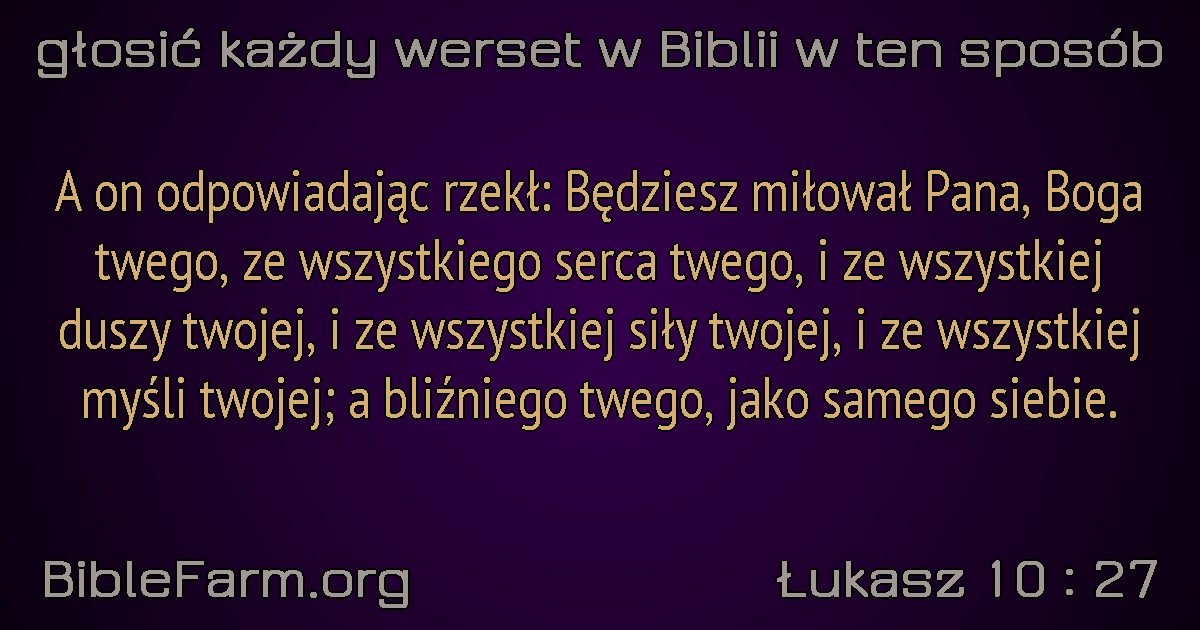 głosić każdy werset w Biblii w ten sposób
A on odpowiadając rzekł: Będziesz miłował Pana, Boga
twego, ze wszystkiego serca twego, i ze wszystkiej
duszy twojej, i ze wszystkiej siły twojej, i ze wszystkiej
myśli twojej; a bliźniego twego, jako samego siebie.
BibleFarm.org
Łukasz 10 : 27